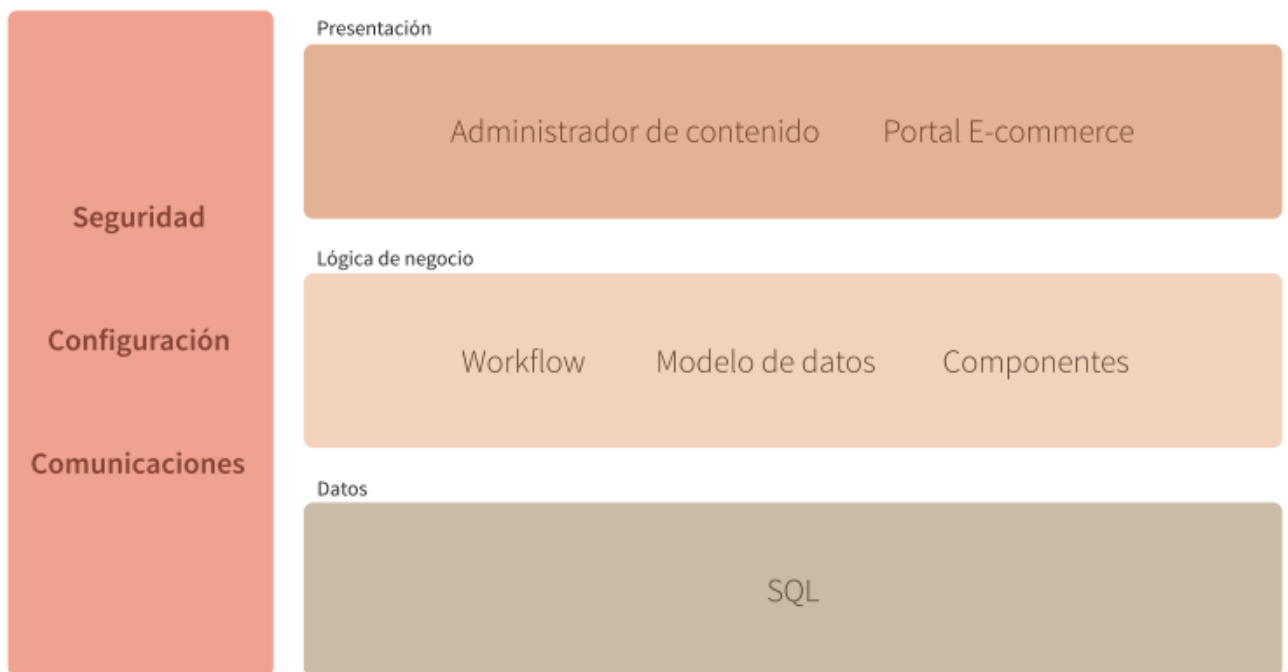 Seguridad
Configuración
Comunicaciones
Presentación
Administrador de contenido
Portal E-commerce
Lógica de negocio
Workflow
Modelo de datos
Componentes
Datos
SQL